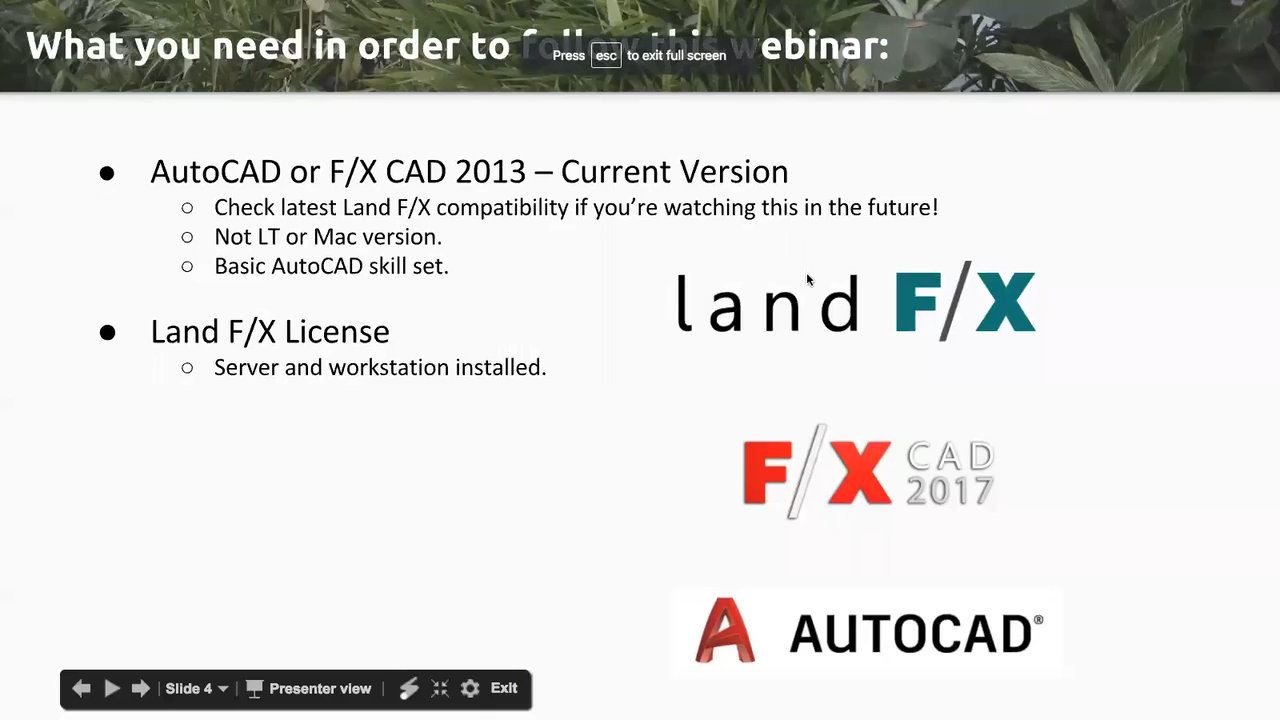 What you need in order to follow this webinar:
Press esc to exit full screen
● AutoCAD or F/X CAD 2013 – Current Version
○ Check latest Land F/X compatibility if you’re watching this in the future!
○ Not LT or Mac version.
○ Basic AutoCAD skill set.
● Land F/X License
○ Server and workstation installed.
land F/X
F/X CAD 2017
AUTOCAD®
Slide 4
Presenter view
Exit